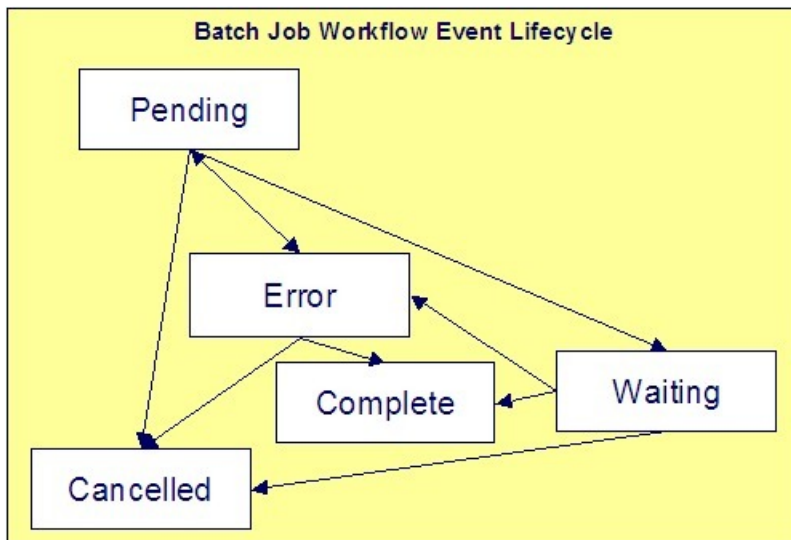 Batch Job Workflow Event Lifecycle
Pending
Error
Complete
Waiting
Cancelled